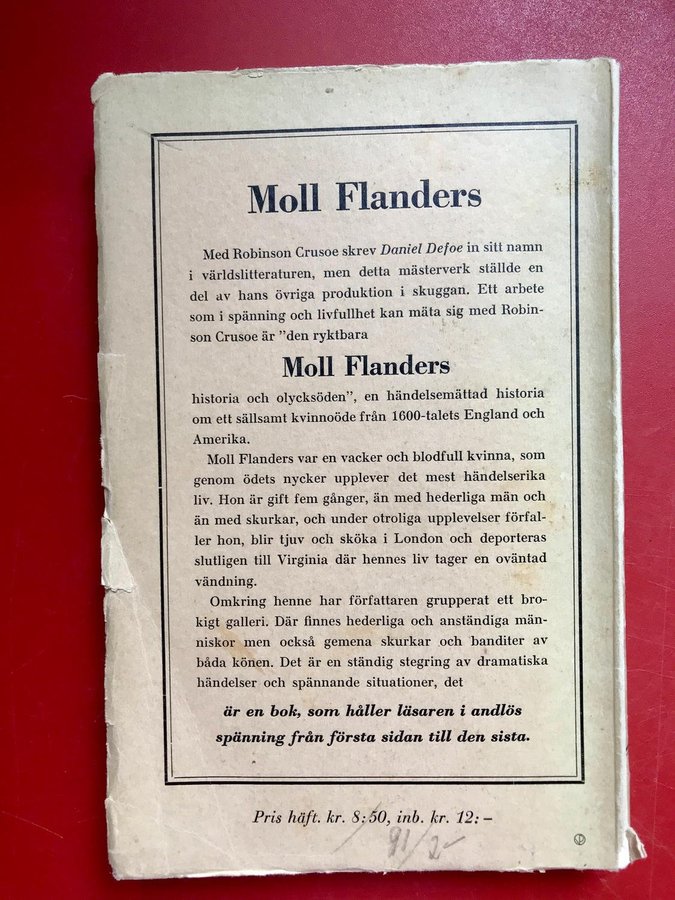 Moll Flanders
Med Robinson Crusoe skrev Daniel Defoe in sitt namn
i världslitteraturen, men detta mästerverk ställde en
del av hans övriga produktion i skuggan. Ett arbete
som i spänning och livfullhet kan mäta sig med Robin-
son Crusoe är ”den ryktbara
Moll Flanders
historia och olycksöden”, en händelsemättad historia
om ett sällsamt kvinnoöde från 1600-talets England och
Amerika.
Moll Flanders var en vacker och blodfull kvinna, som
genom ödets nycker upplever det mest händelserika
liv. Hon är gift fem gånger, än med hederliga män och
än med skurkar, och under otroliga upplevelser förfal-
ler hon, blir tjuv och sköka i London och deporteras
slutligen till Virginia där hennes liv tager en oväntad
vändning.
Omkring henne har författaren grupperat ett bro-
kigt galleri. Där finnes hederliga och anständiga män-
niskor men också gemena skurkar och banditer av
båda könen. Det är en ständig stegring av dramatiska
händelser och spännande situationer, det
är en bok, som håller läsaren i andlös
spänning från första sidan till den sista.
Pris häft. kr. 8:50, inb. kr. 12:–
91/2-